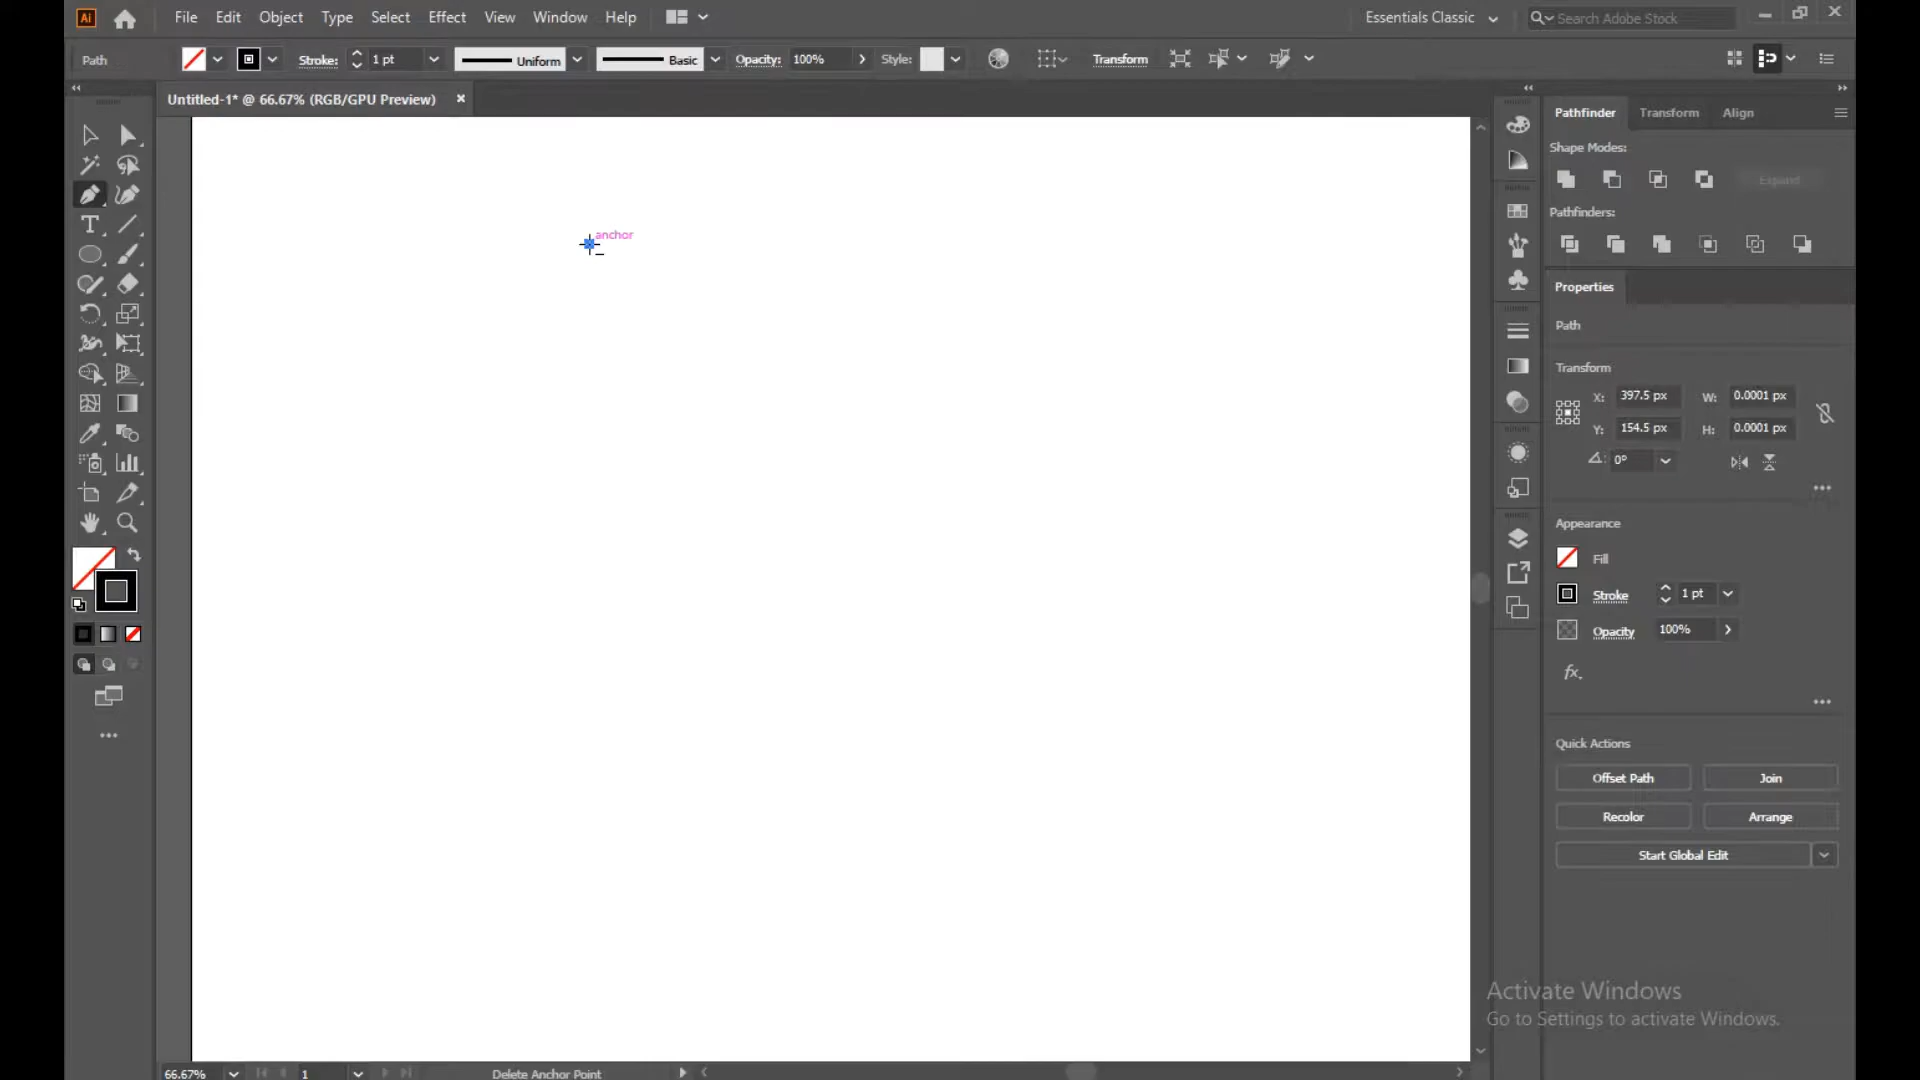 Ai File Edit Object Type Select Effect View Window Help Essentials Classic Search Adobe Stock
Path Stroke: 1 pt Uniform Basic Opacity: 100% Style: Transform
Untitled-1* @ 66.67% (RGB/GPU Preview) ×
anchor
Pathfinder Transform Align
Shape Modes:
Expand
Pathfinders:
Properties
Path
Transform
X: 397.5 px W: 0.0001 px
Y: 154.5 px H: 0.0001 px
0°
Appearance
Fill
Stroke 1 pt
Opacity 100%
fx.
Quick Actions
Offset Path Join
Recolor Arrange
Start Global Edit
Activate Windows
Go to Settings to activate Windows.
66.67% 1 Delete Anchor Point